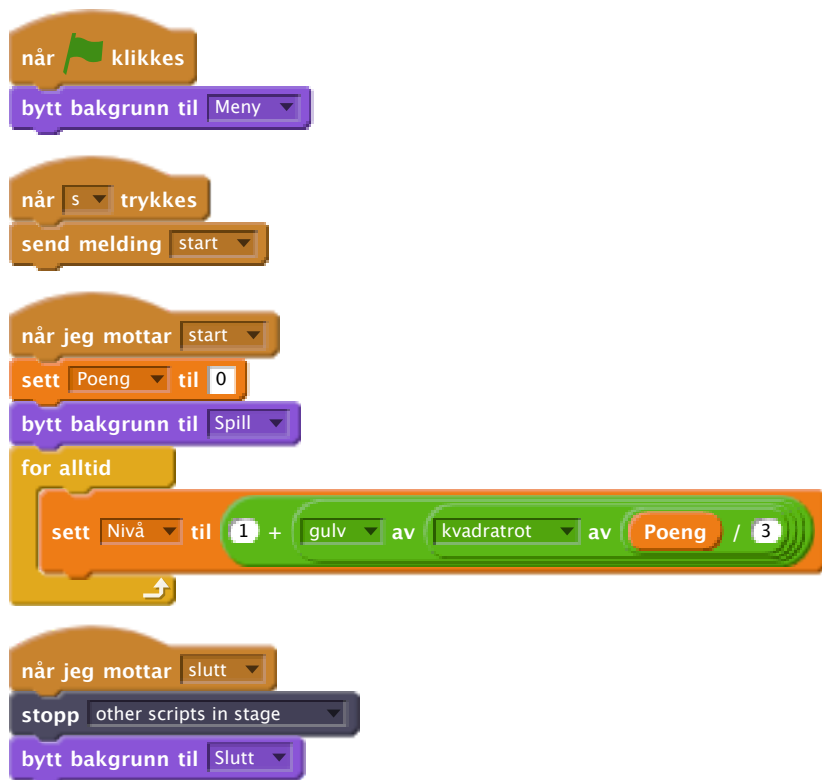 når klikkes
bytt bakgrunn til Meny
når s trykkes
send melding start
når jeg mottar start
sett Poeng til 0
bytt bakgrunn til Spill
for alltid
sett Nivå til 1 + gulv av kvadratrot av Poeng / 3
når jeg mottar slutt
stopp other scripts in stage
bytt bakgrunn til Slutt